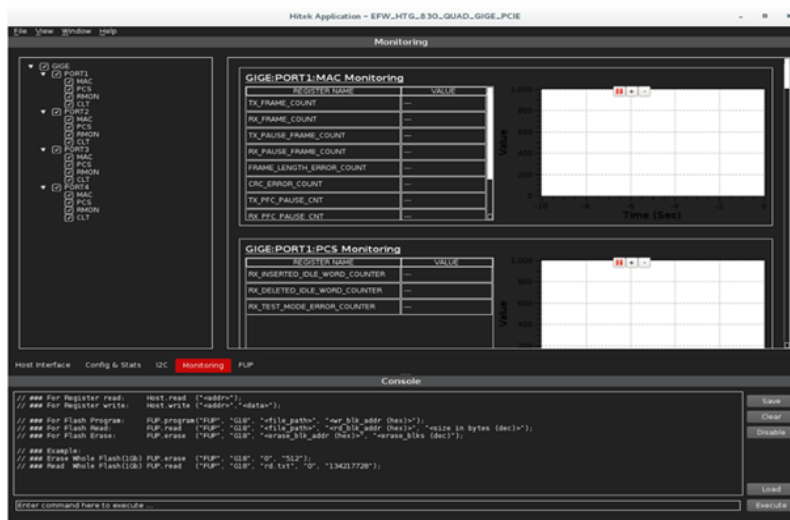 Hitek Application - EFW_HTG_830_QUAD_GIGE_PCIE
File View Window Help
Monitoring
GIGE
PORT1
MAC
PCS
RMON
CLT
PORT2
MAC
PCS
RMON
CLT
PORT3
MAC
PCS
RMON
CLT
PORT4
MAC
PCS
RMON
CLT
GIGE:PORT1:MAC Monitoring
REGISTER NAME VALUE
TX_FRAME_COUNT ---
RX_FRAME_COUNT ---
TX_PAUSE_FRAME_COUNT ---
RX_PAUSE_FRAME_COUNT ---
FRAME_LENGTH_ERROR_COUNT ---
CRC_ERROR_COUNT ---
TX_PFC_PAUSE_CNT ---
RX_PFC_PAUSE_CNT ---
1,000
800
600
400
200
0
Value
-10 -8 -6 -4 -2 0
Time (Sec)
GIGE:PORT1:PCS Monitoring
REGISTER NAME VALUE
RX_INSERTED_IDLE_WORD_COUNTER ---
RX_DELETED_IDLE_WORD_COUNTER ---
RX_TEST_MODE_ERROR_COUNTER ---
1,000
800
600
400
200
Value
Host Interface Config & Stats I2C Monitoring FUP
Console
// ### For Register read: Host.read ("<addr>");
// ### For Register write: Host.write ("<addr>","<data>");
// ### For Flash Program: FUP.program("FUP", "G18", "<file_path>", "<wr_blk_addr (hex)>");
// ### For Flash Read: FUP.read ("FUP", "G18", "<file_path>", "<rd_blk_addr (hex)>", "<size in bytes (dec)>");
// ### For Flash Erase: FUP.erase ("FUP", "G18", "<erase_blk_addr (hex)>", "<erase_blks (dec)");
// ### Example:
// ### Erase Whole Flash(1Gb) FUP.erase ("FUP", "G18", "0", "512");
// ### Read Whole Flash(1Gb) FUP.read ("FUP", "G18", "rd.txt", "0", "134217728");
Save
Clear
Disable
Load
Enter command here to execute ...
Execute